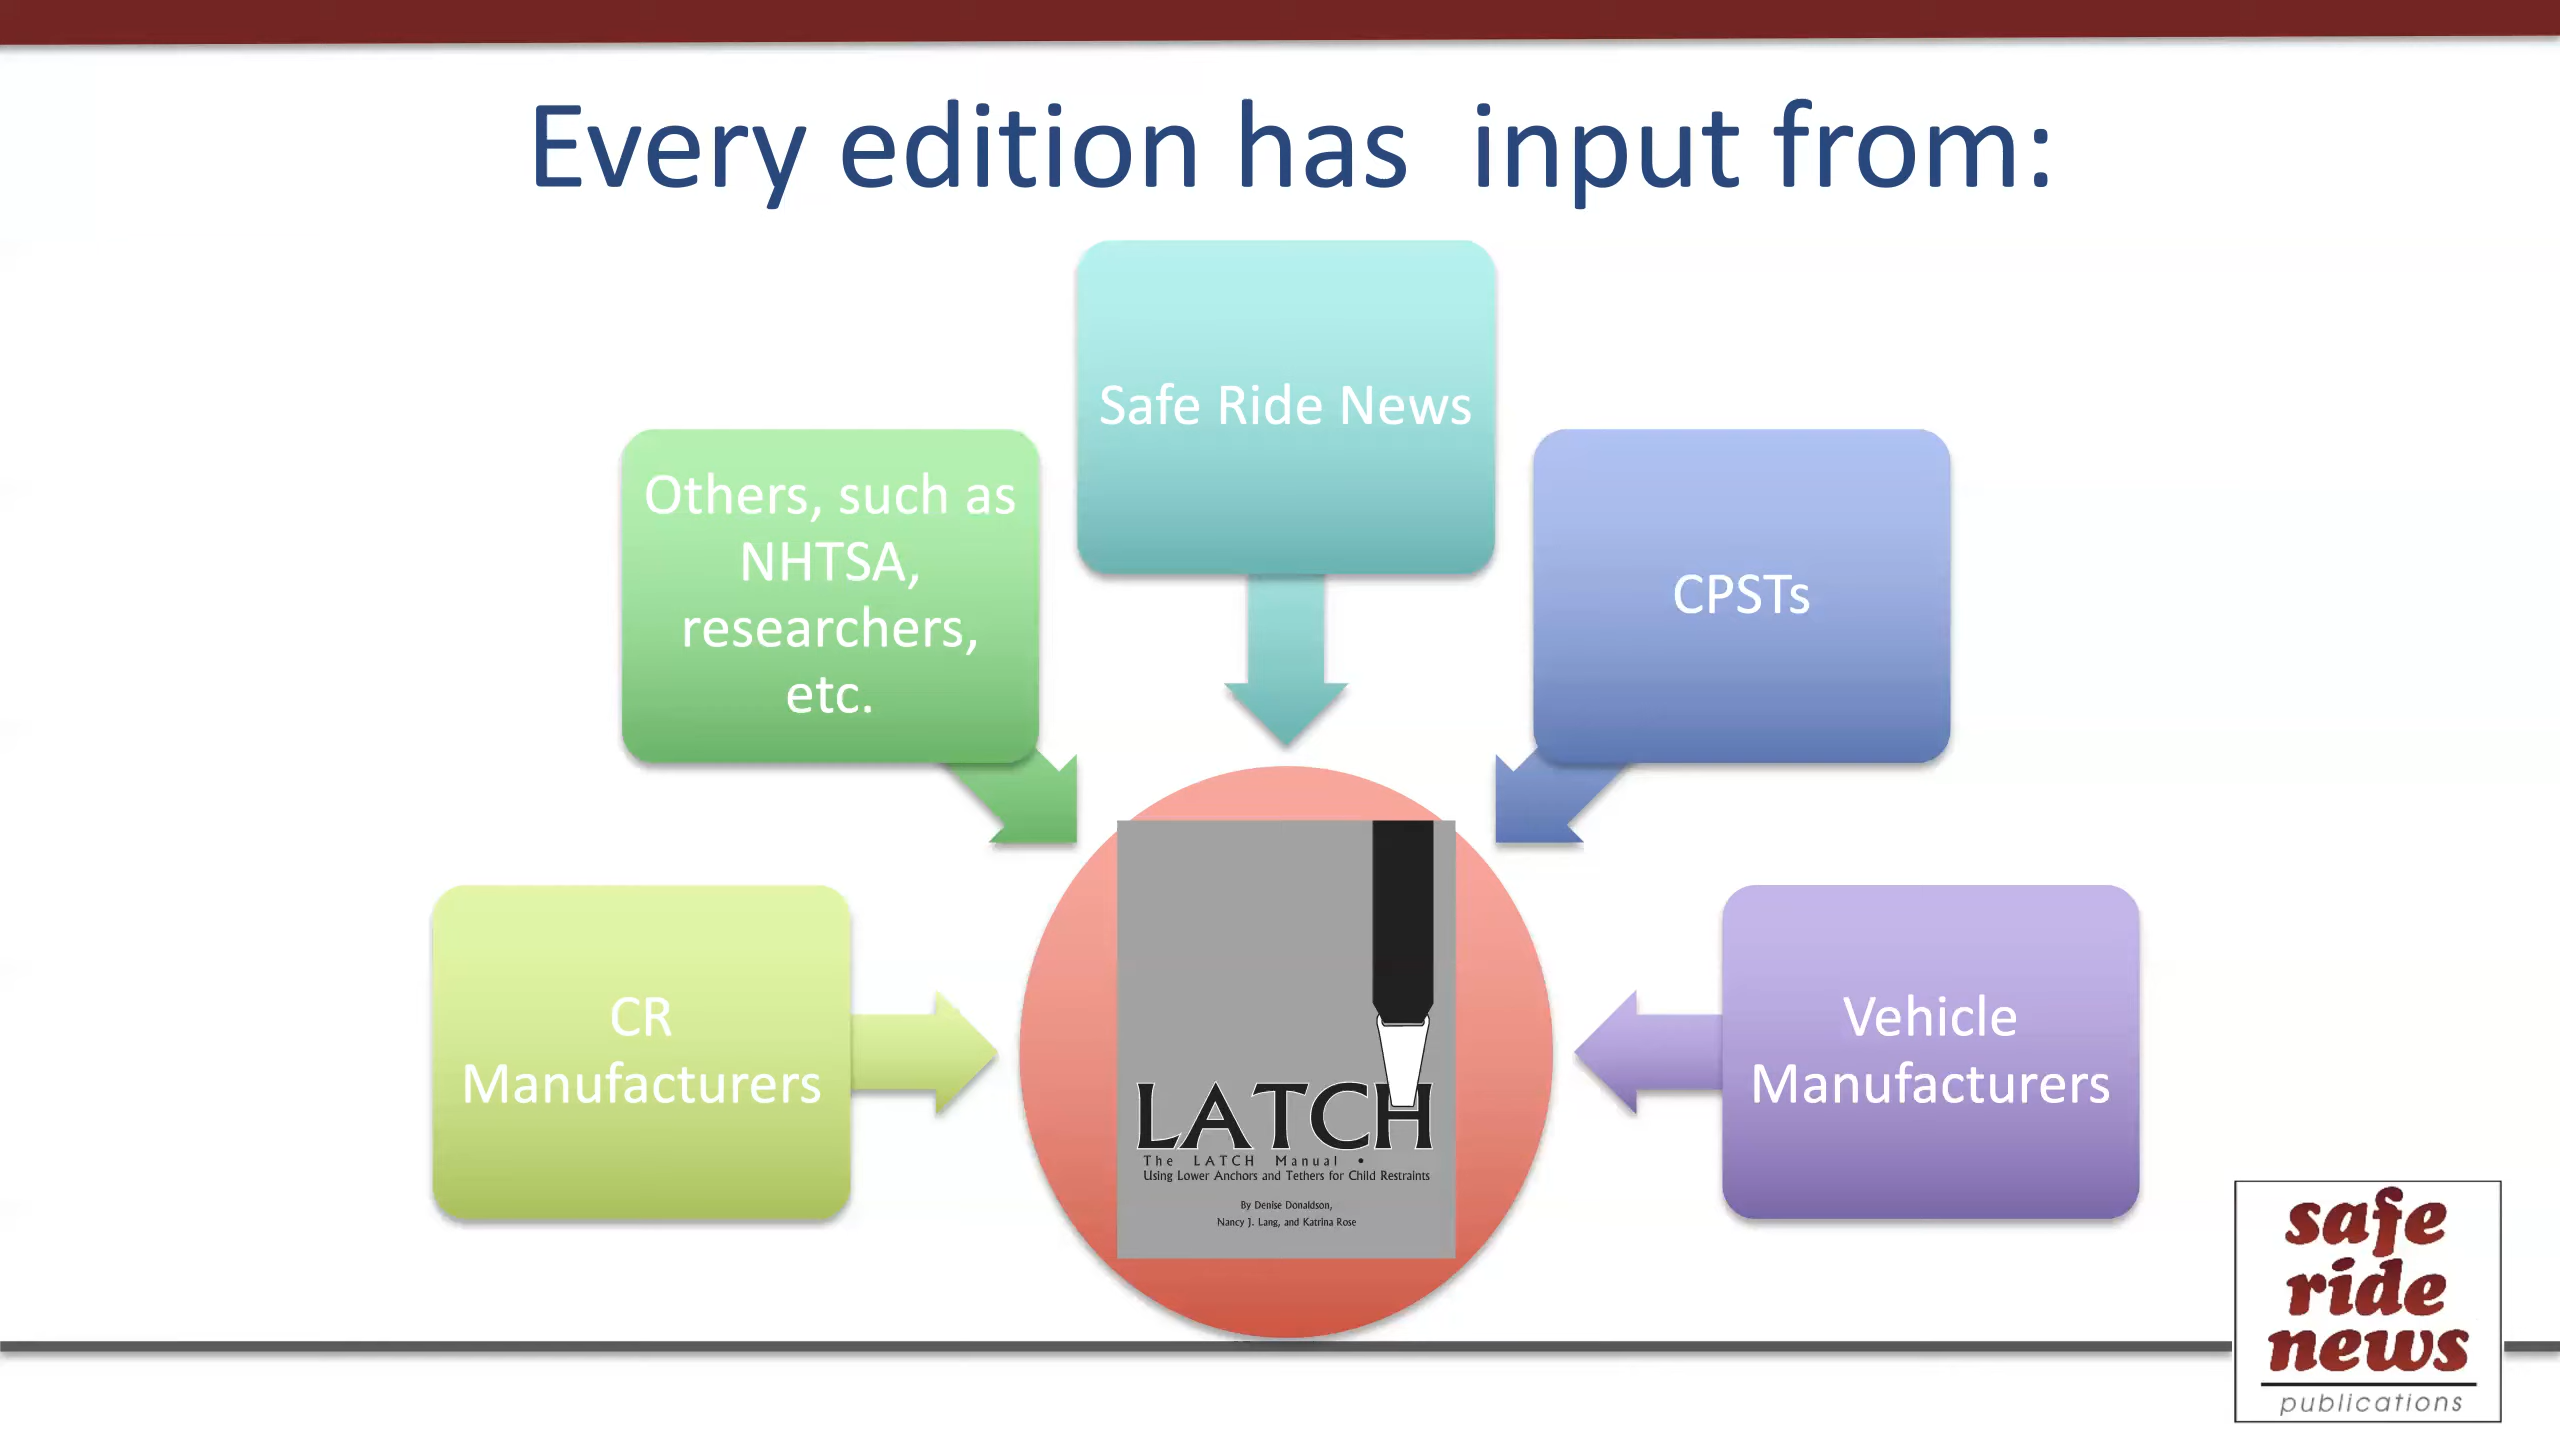 Every edition has  input from:
Safe Ride News
Others, such as
NHTSA,
researchers,
etc.
CPSTs
CR
Manufacturers
Vehicle
Manufacturers
LATCH
The LATCH Manual •
Using Lower Anchors and Tethers for Child Restraints
By Denise Donaldson,
Nancy J. Lang, and Katrina Rose
safe
ride
news
publications